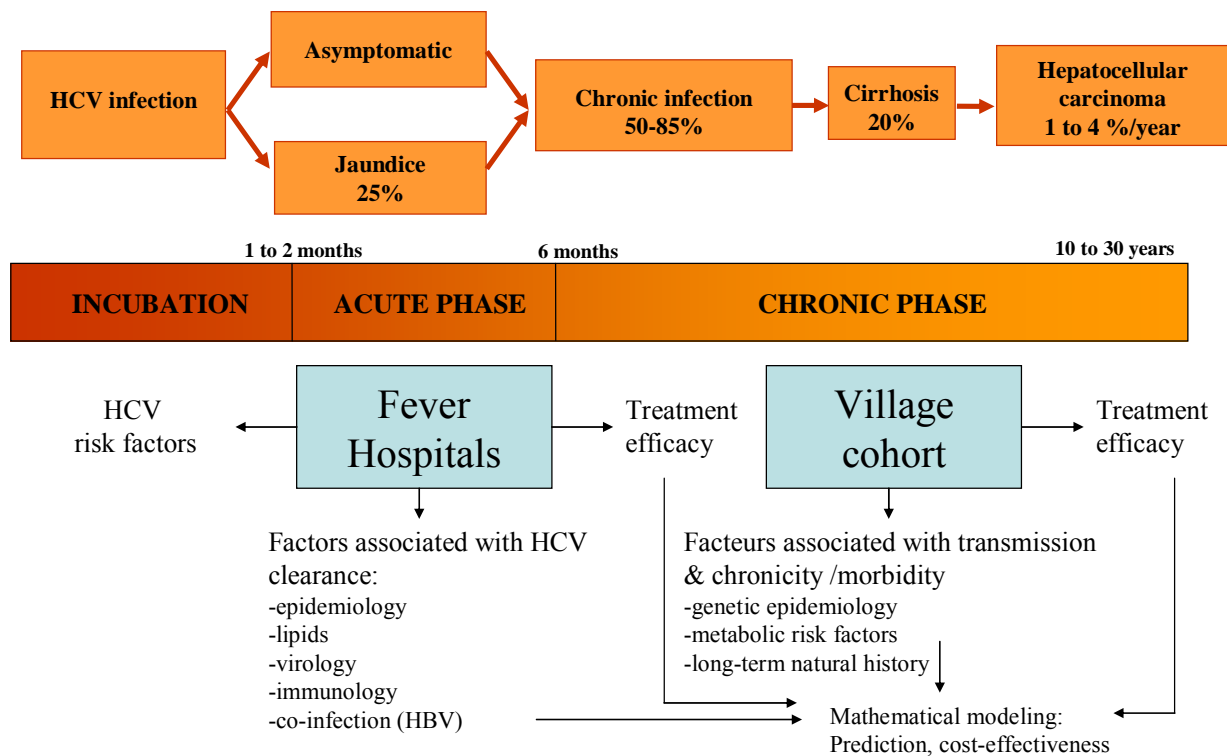 HCV infection
Asymptomatic
Jaundice
25%
Chronic infection
50-85%
Cirrhosis
20%
Hepatocellular
carcinoma
1 to 4 %/year
1 to 2 months
6 months
10 to 30 years
INCUBATION
ACUTE PHASE
CHRONIC PHASE
HCV
risk factors
Fever
Hospitals
Treatment
efficacy
Village
cohort
Treatment
efficacy
Factors associated with HCV
clearance:
-epidemiology
-lipids
-virology
-immunology
-co-infection (HBV)
Facteurs associated with transmission
& chronicity /morbidity
-genetic epidemiology
-metabolic risk factors
-long-term natural history
Mathematical modeling:
Prediction, cost-effectiveness